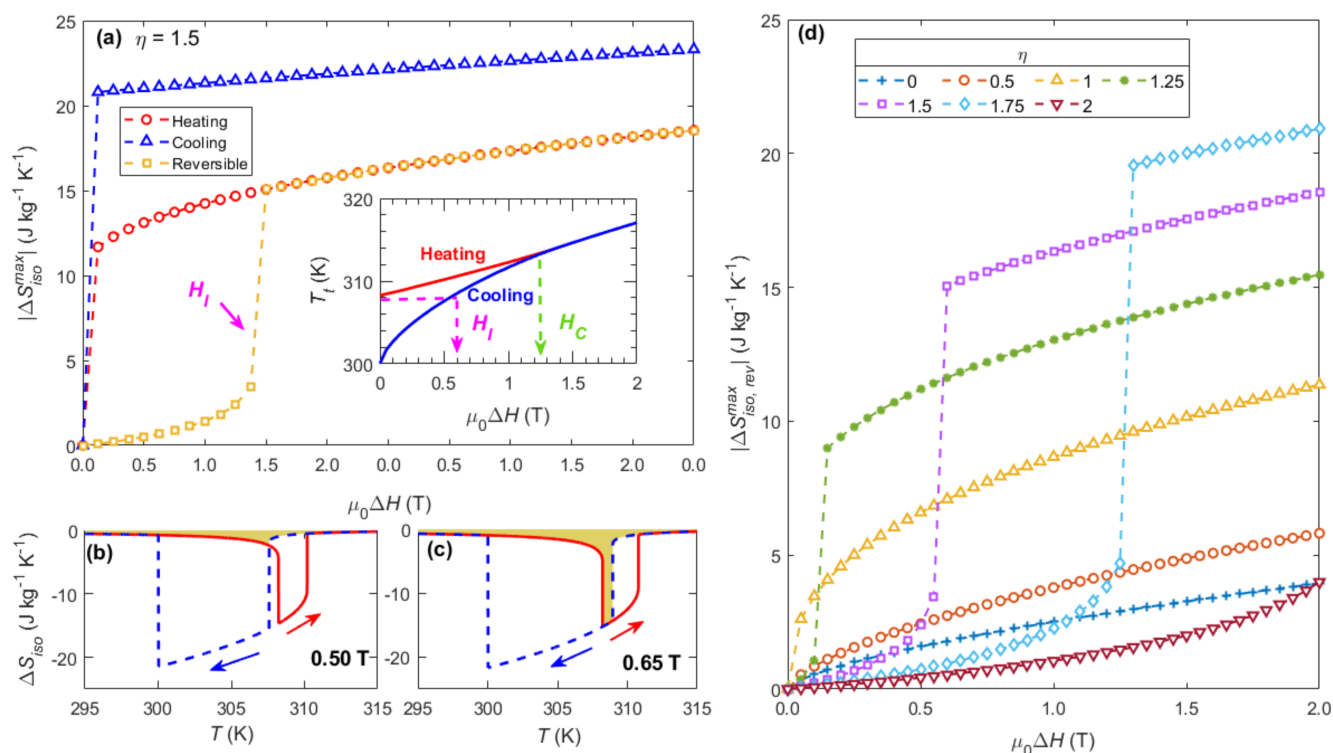 (a) η = 1.5
|ΔS_iso^max| (J kg⁻¹ K⁻¹)
25
20
15
10
5
0
Heating
Cooling
Reversible
H_I
0.0 0.5 1.0 1.5 2.0 0.0 0.5 1.0 1.5 2.0 0.0
μ₀ΔH (T)
T_t (K)
320
310
300
Heating
Cooling
H_I
H_C
0 0.5 1 1.5 2
μ₀ΔH (T)
(b)
ΔS_iso (J kg⁻¹ K⁻¹)
0
-10
-20
0.50 T
295 300 305 310 315
T (K)
(c)
0
-10
-20
0.65 T
295 300 305 310 315
T (K)
(d)
|ΔS_iso, rev^max| (J kg⁻¹ K⁻¹)
25
20
15
10
5
0
η
0 0.5 1 1.25
1.5 1.75 2
0.0 0.5 1.0 1.5 2.0
μ₀ΔH (T)